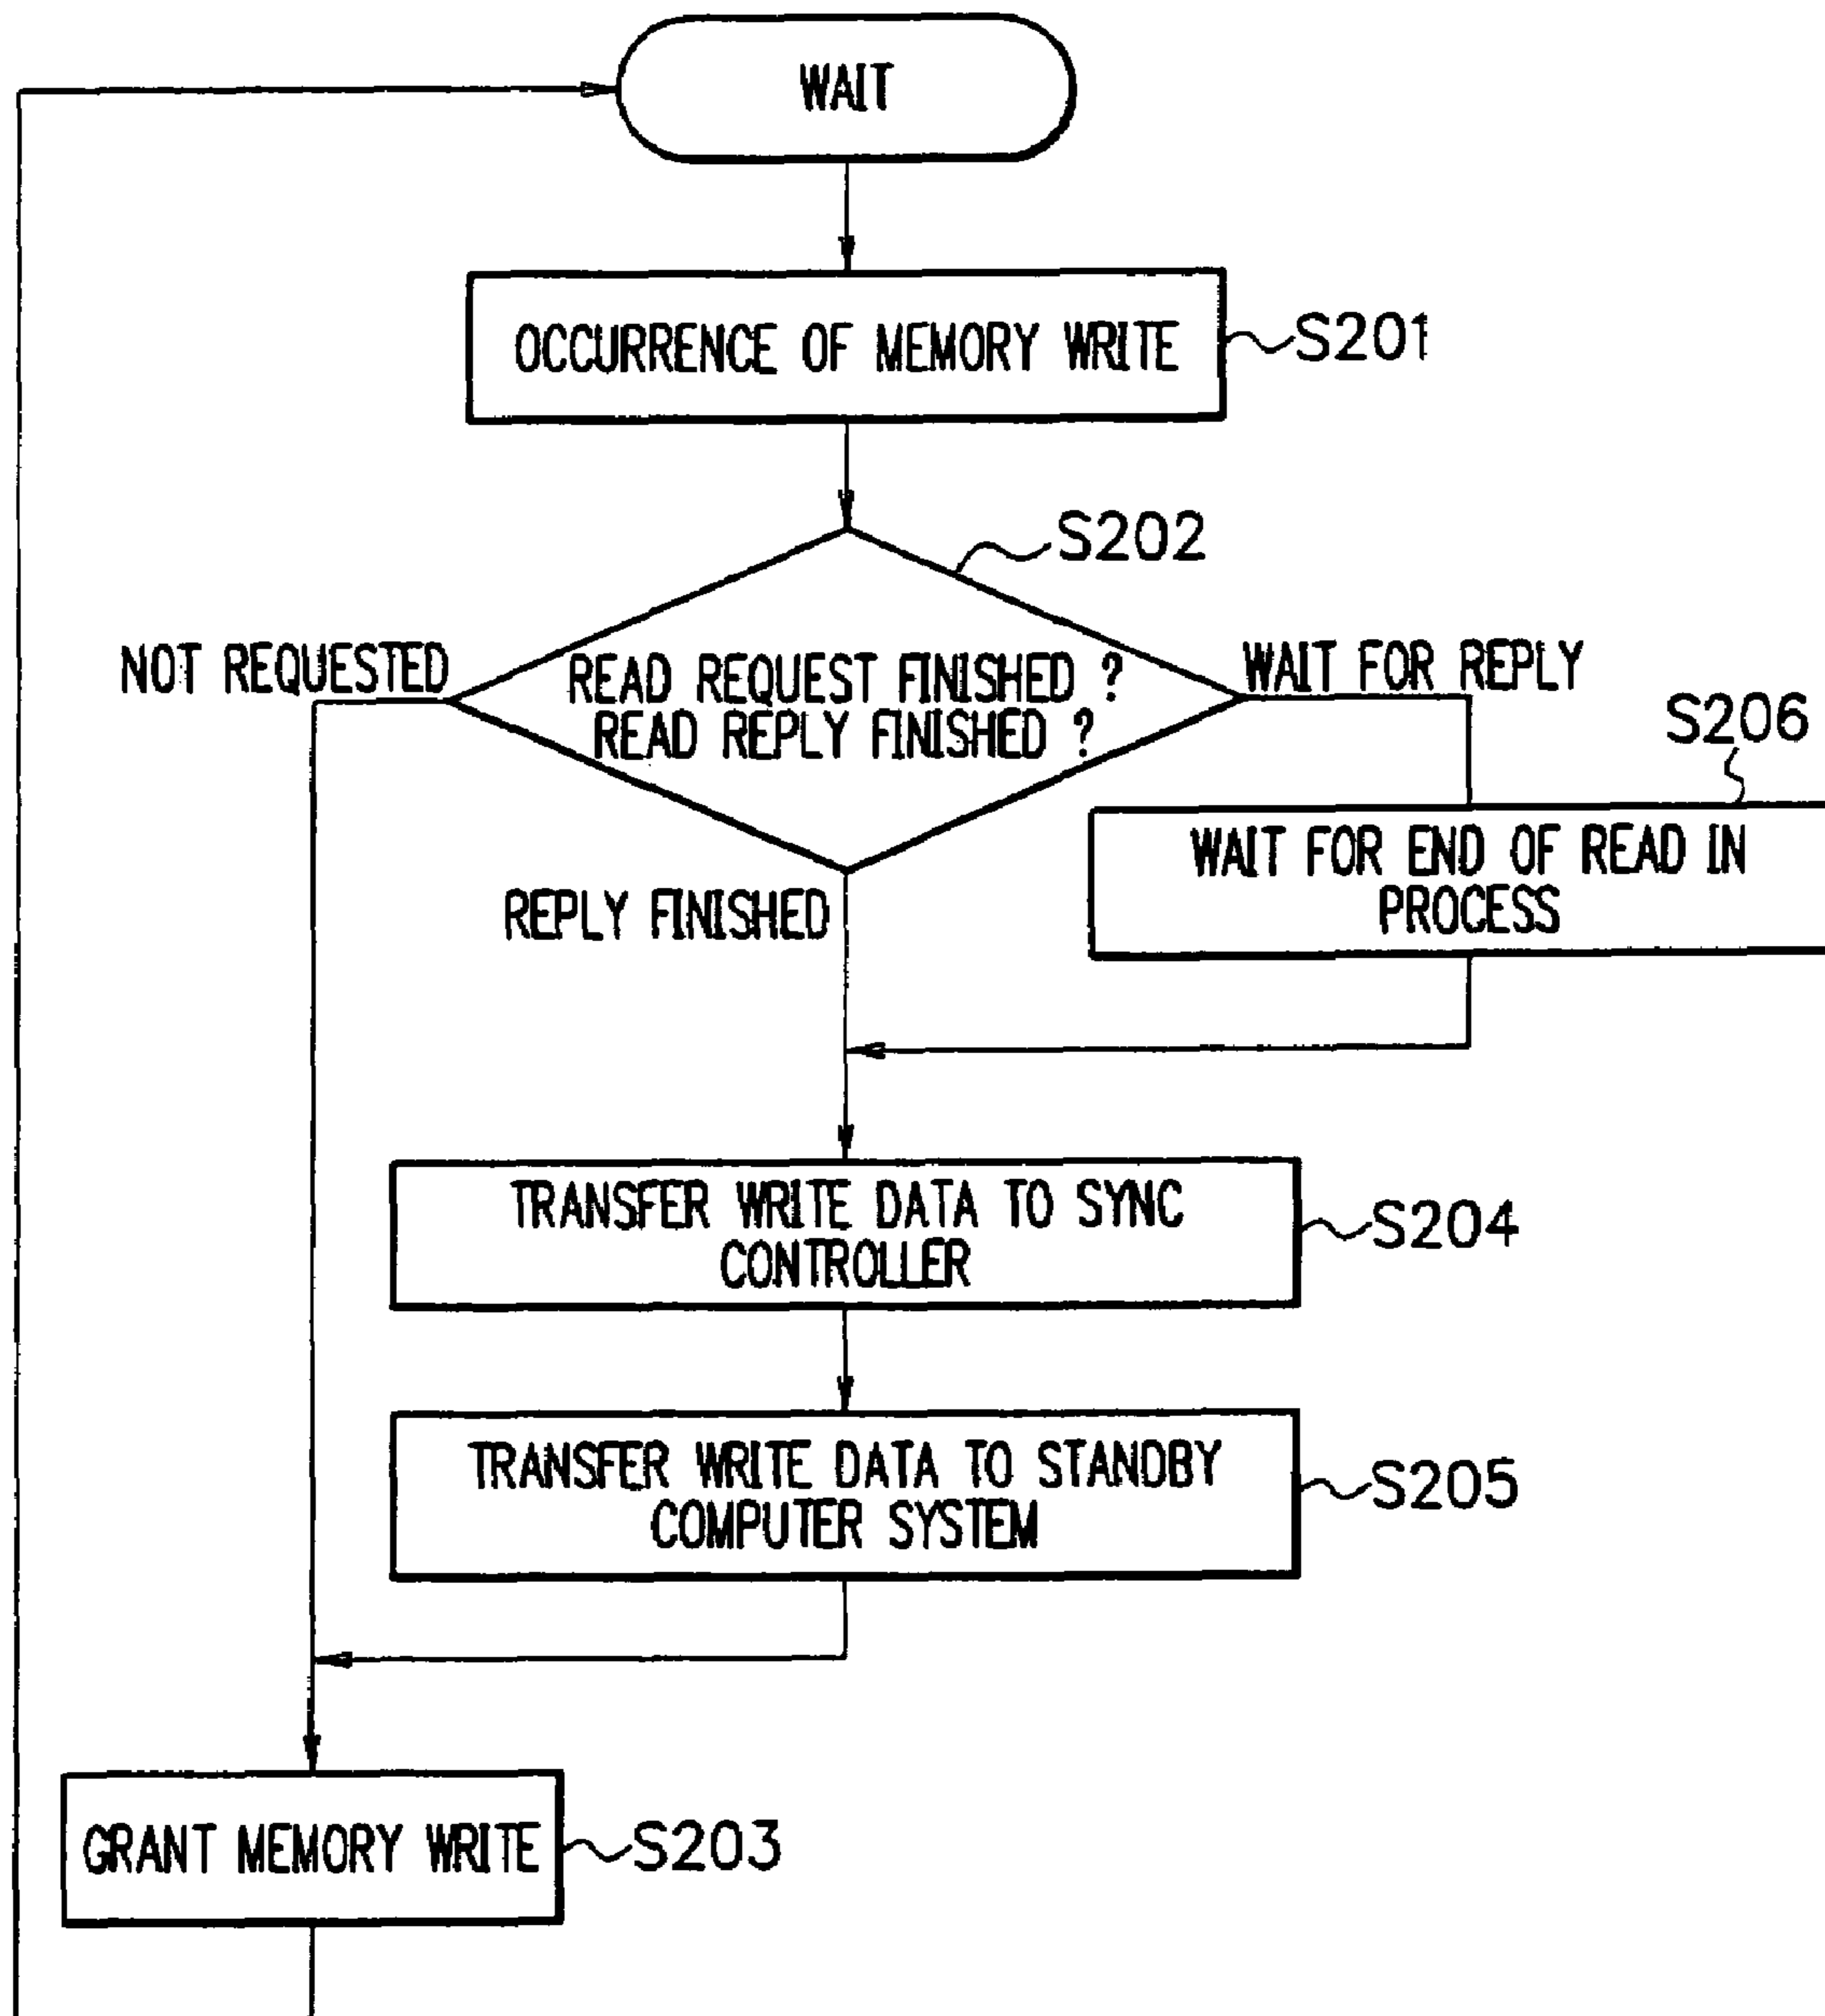 WAIT
OCCURRENCE OF MEMORY WRITE
S201
S202
NOT REQUESTED
READ REQUEST FINISHED ?
READ REPLY FINISHED ?
WAIT FOR REPLY
S206
WAIT FOR END OF READ IN
PROCESS
REPLY FINISHED
TRANSFER WRITE DATA TO SYNC
CONTROLLER
S204
TRANSFER WRITE DATA TO STANDBY
COMPUTER SYSTEM
S205
GRANT MEMORY WRITE
S203